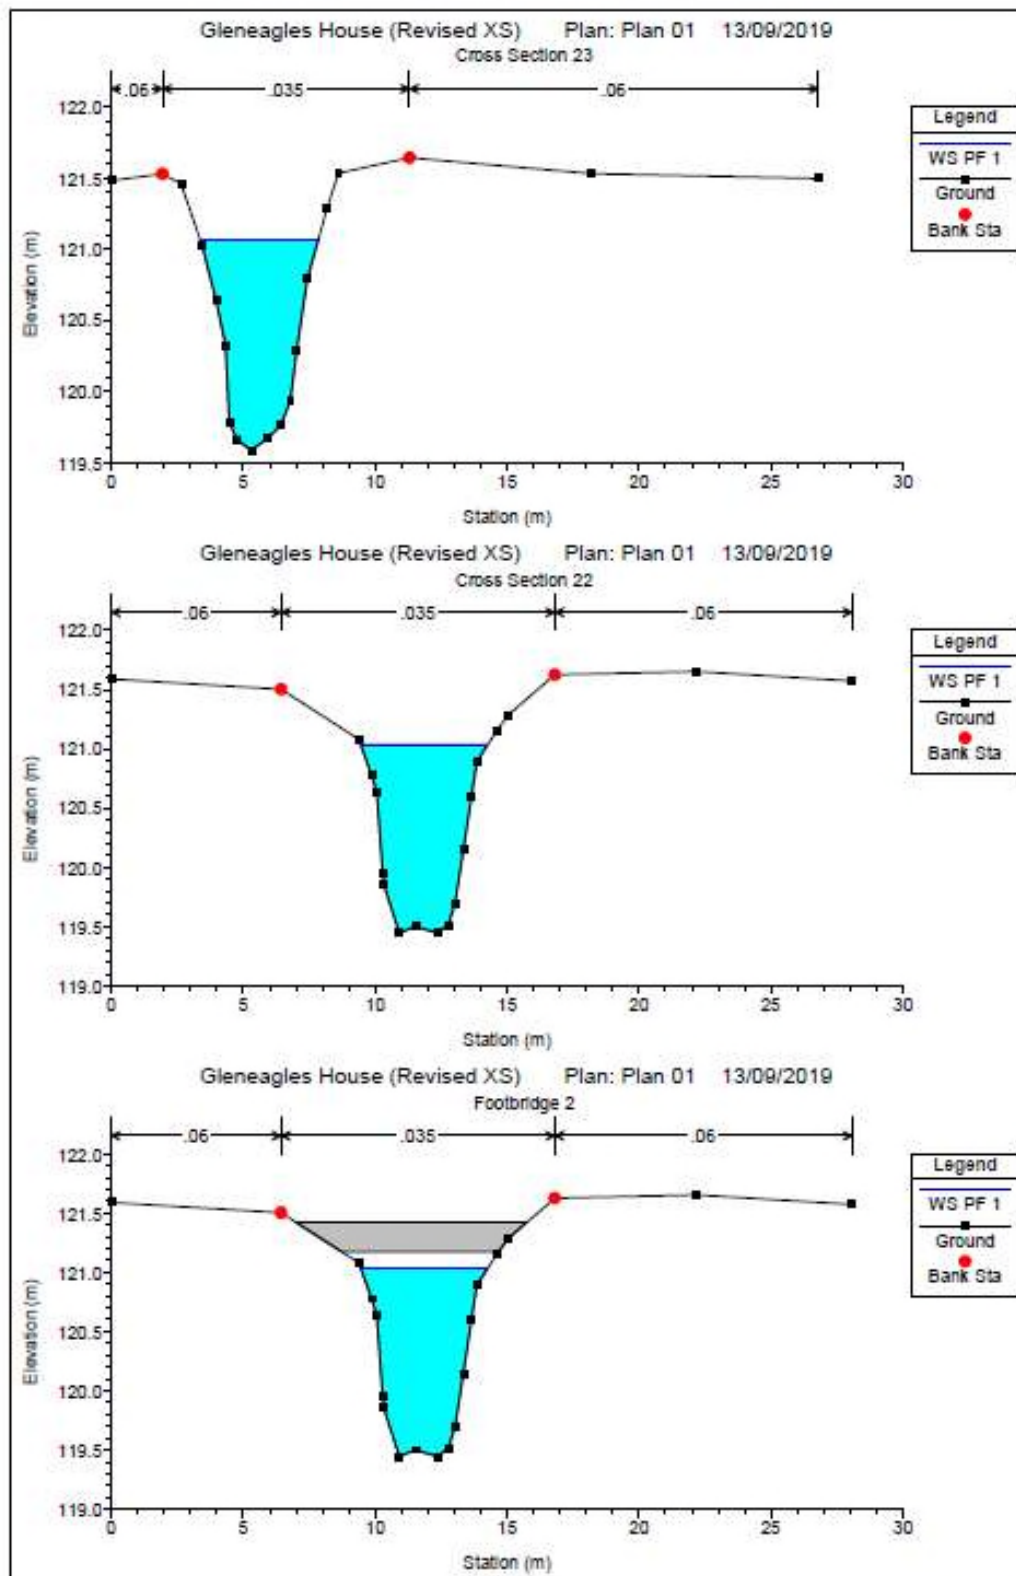 Gleneagles House (Revised XS) Plan: Plan 01 13/09/2019
Cross Section 23
.06 .035 .06
122.0
121.5
121.0
120.5
120.0
119.5
Elevation (m)
0 5 10 15 20 25 30
Station (m)
Legend
WS PF 1
Ground
Bank Sta
Gleneagles House (Revised XS) Plan: Plan 01 13/09/2019
Cross Section 22
.06 .035 .06
122.0
121.5
121.0
120.5
120.0
119.5
119.0
Elevation (m)
0 5 10 15 20 25 30
Station (m)
Legend
WS PF 1
Ground
Bank Sta
Gleneagles House (Revised XS) Plan: Plan 01 13/09/2019
Footbridge 2
.06 .035 .06
122.0
121.5
121.0
120.5
120.0
119.5
119.0
Elevation (m)
0 5 10 15 20 25 30
Station (m)
Legend
WS PF 1
Ground
Bank Sta